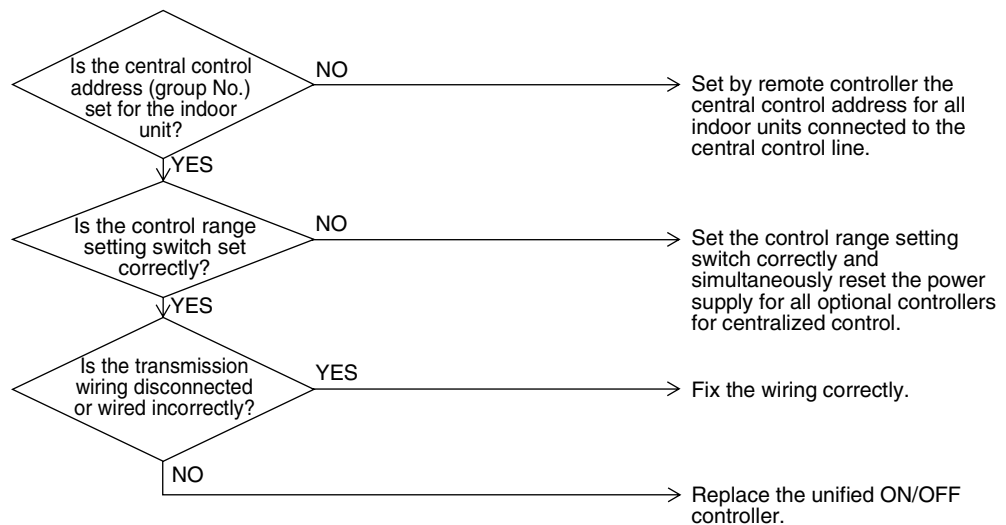 Is the central control
address (group No.)
set for the indoor
unit?
NO
Set by remote controller the
central control address for all
indoor units connected to the
central control line.
YES
Is the control range
setting switch set
correctly?
NO
Set the control range setting
switch correctly and
simultaneously reset the power
supply for all optional controllers
for centralized control.
YES
Is the transmission
wiring disconnected
or wired incorrectly?
YES
Fix the wiring correctly.
NO
Replace the unified ON/OFF
controller.